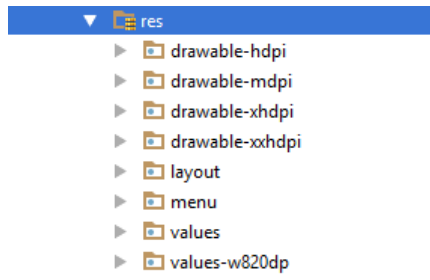 res
drawable-hdpi
drawable-mdpi
drawable-xhdpi
drawable-xxhdpi
layout
menu
values
values-w820dp